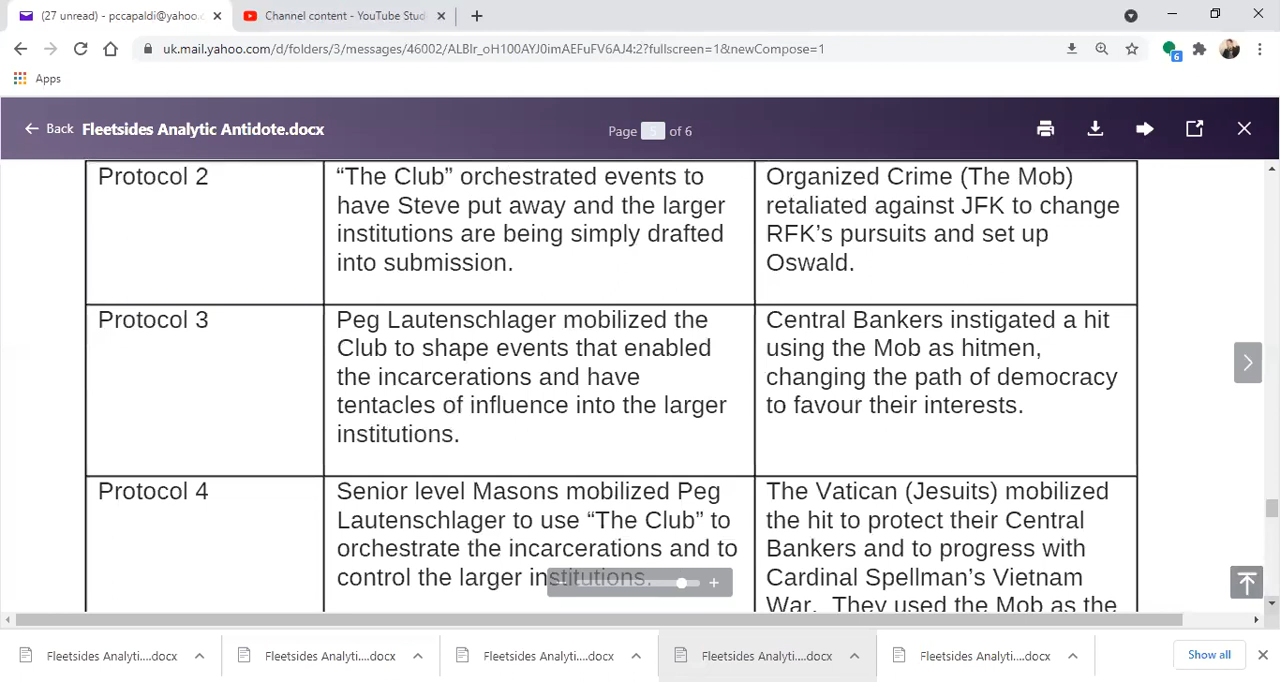 (27 unread) - pccapaldi@yahoo.c
Channel content - YouTube Stud
uk.mail.yahoo.com/d/folders/3/messages/46002/ALBlr_oH100AYJ0imAEFuFV6AJ4:2?fullscreen=1&newCompose=1
6
Apps
Back Fleetsides Analytic Antidote.docx
Page 5 of 6
Protocol 2
“The Club” orchestrated events to
have Steve put away and the larger
institutions are being simply drafted
into submission.
Organized Crime (The Mob)
retaliated against JFK to change
RFK’s pursuits and set up
Oswald.
Protocol 3
Peg Lautenschlager mobilized the
Club to shape events that enabled
the incarcerations and have
tentacles of influence into the larger
institutions.
Central Bankers instigated a hit
using the Mob as hitmen,
changing the path of democracy
to favour their interests.
Protocol 4
Senior level Masons mobilized Peg
Lautenschlager to use “The Club” to
orchestrate the incarcerations and to
control the larger institutions.
The Vatican (Jesuits) mobilized
the hit to protect their Central
Bankers and to progress with
Cardinal Spellman’s Vietnam
War. They used the Mob as the
Fleetsides Analyti....docx
Fleetsides Analyti....docx
Fleetsides Analyti....docx
Fleetsides Analyti....docx
Fleetsides Analyti....docx
Show all